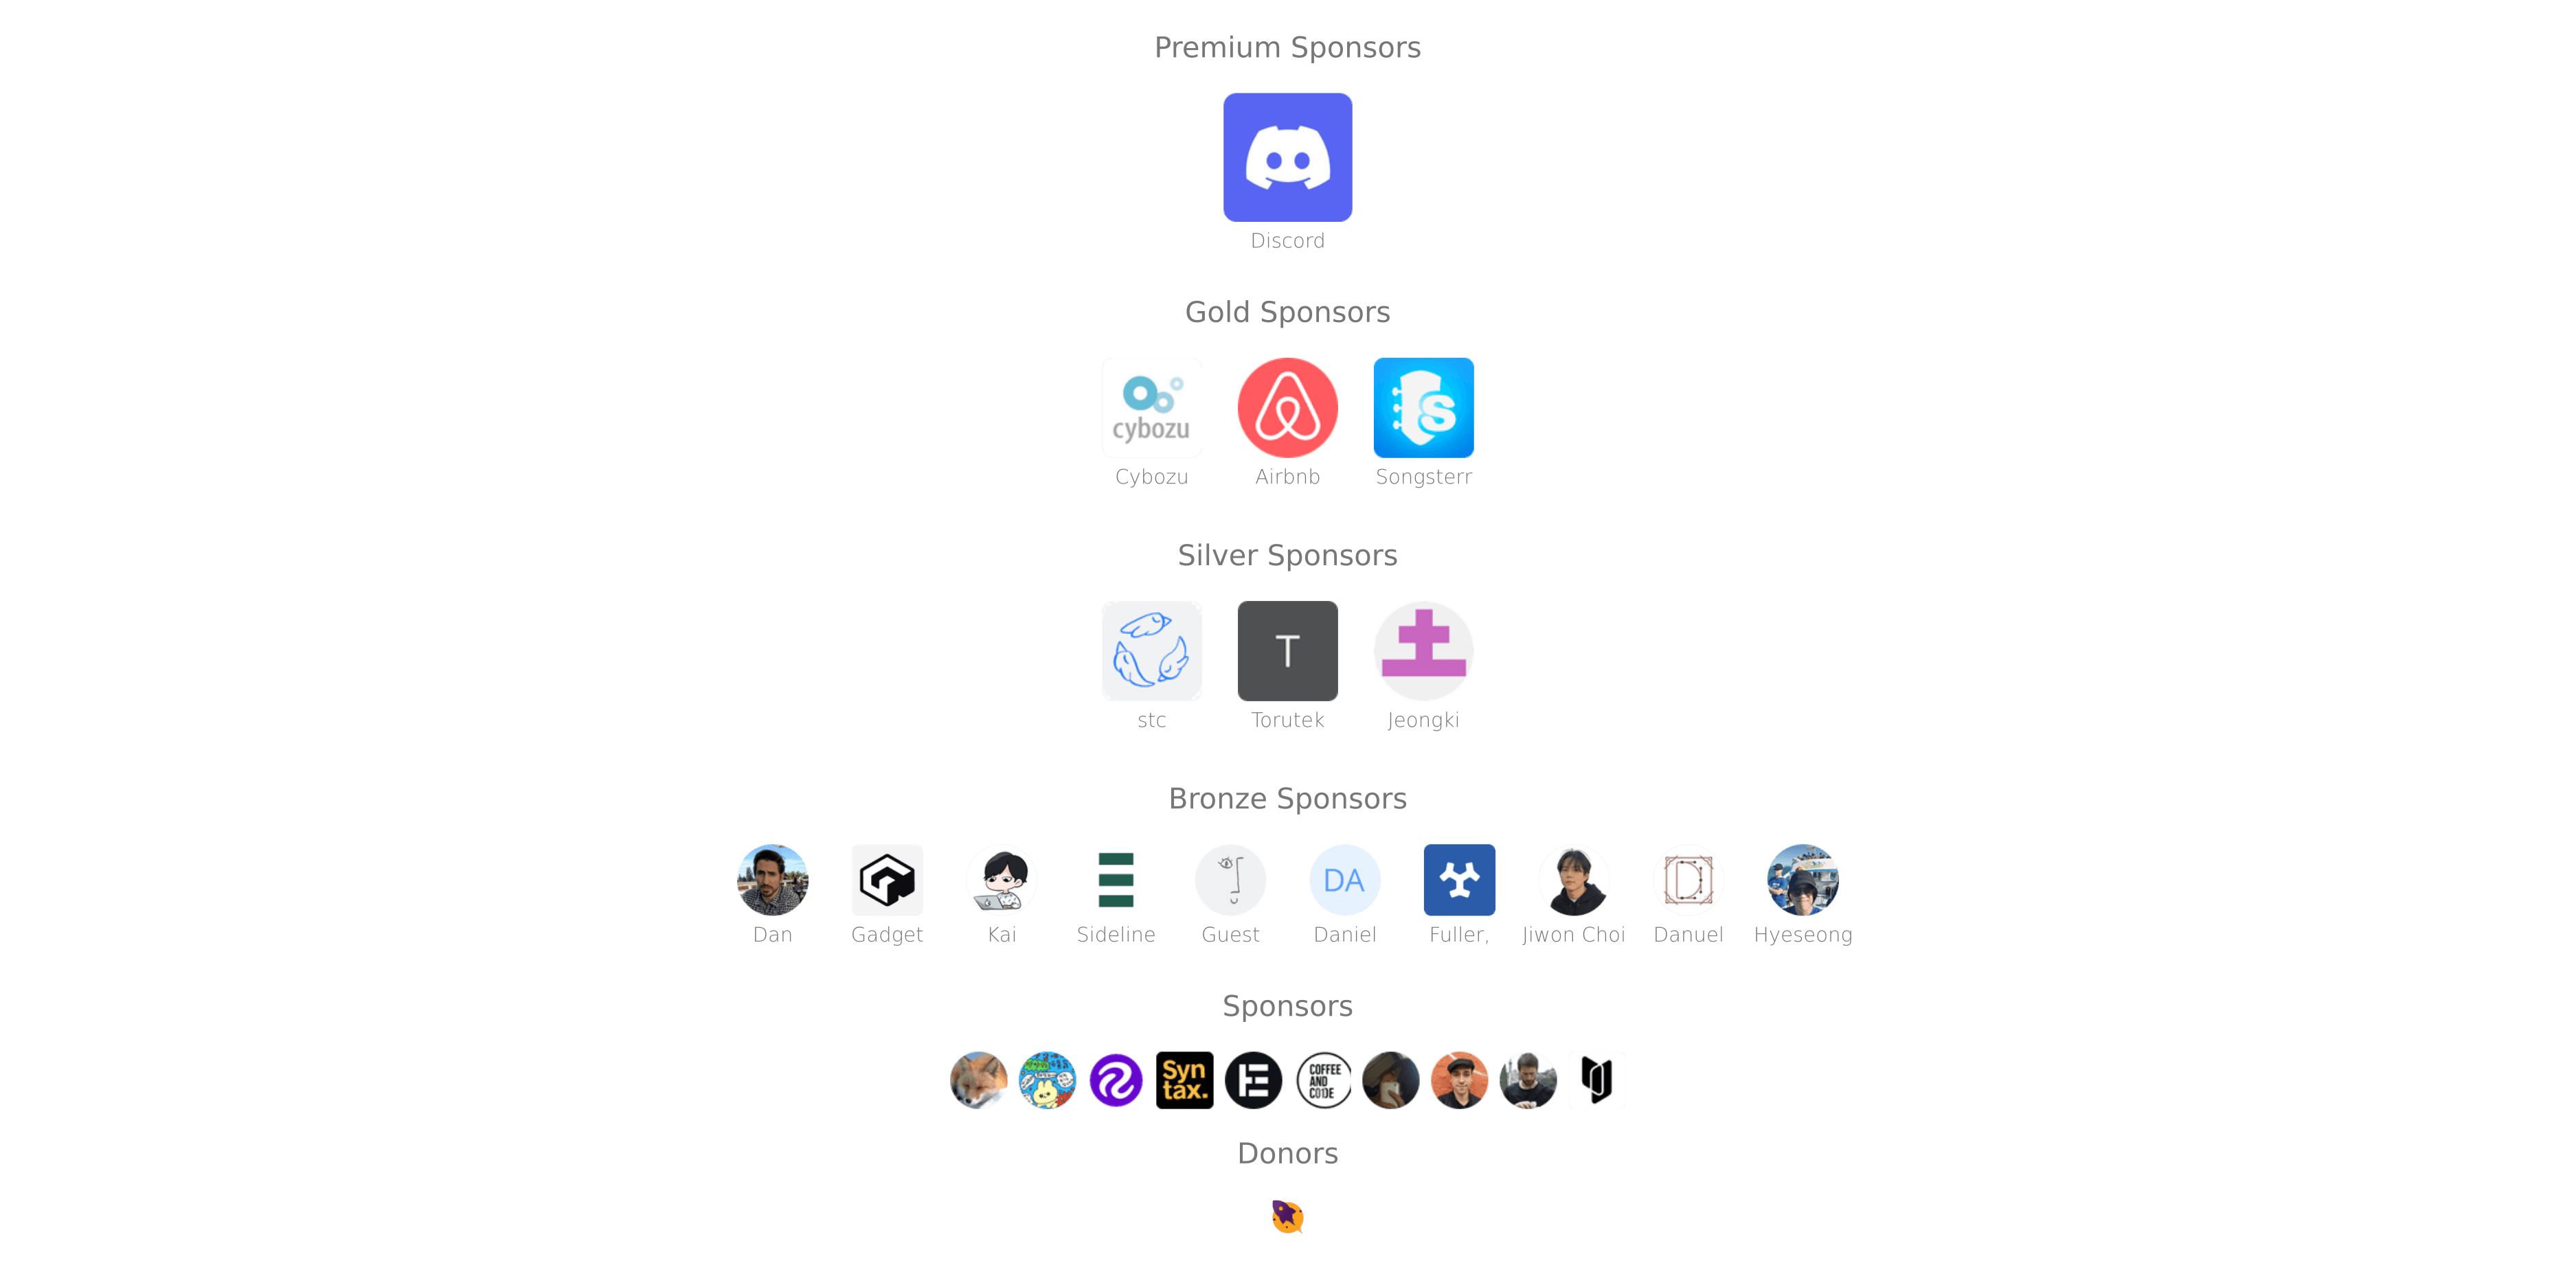 Premium Sponsors
Discord
Gold Sponsors
cybozu
Cybozu Airbnb Songsterr
Silver Sponsors
T
stc Torutek Jeongki
Bronze Sponsors
DA
Dan Gadget Kai Sideline Guest Daniel Fuller, Jiwon Choi Danuel Hyeseong
Sponsors
Syn
tax.
COFFEE
AND
CODE
Donors